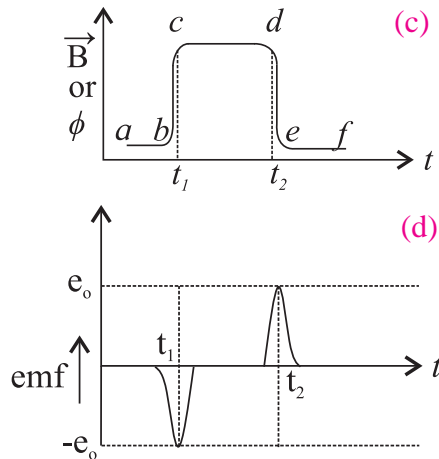 c d (c)
B
or
ϕ a b e f
t₁ t₂ t
(d)
eₒ
t₁
emf t
t₂
-eₒ